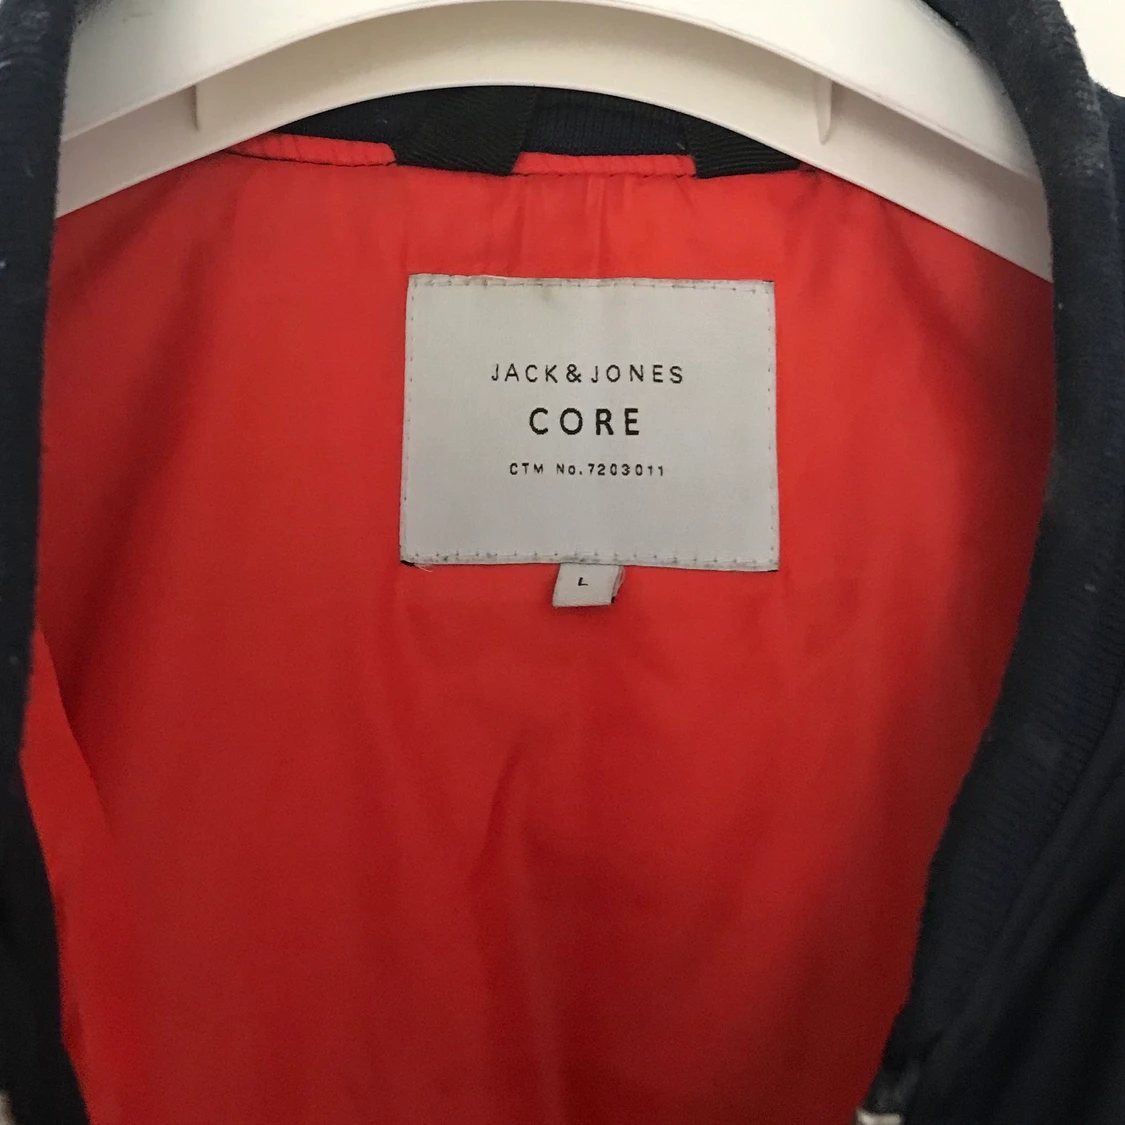 JACK&JONES
CORE
CTM No.7203011
L